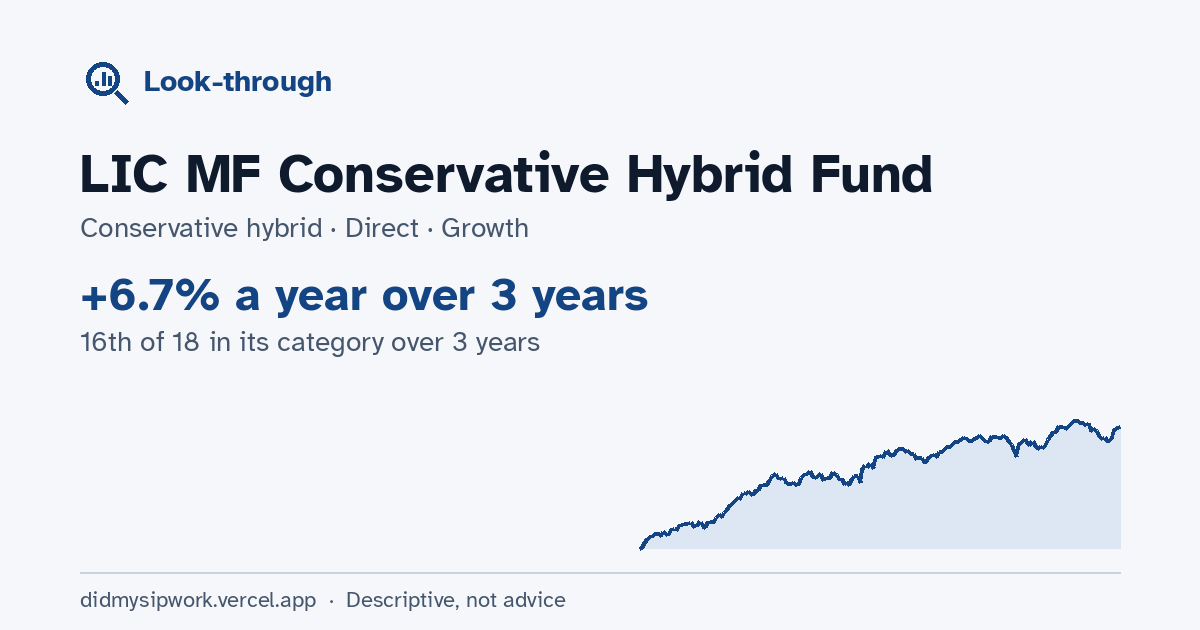 Look-through
LIC MF Conservative Hybrid Fund
Conservative hybrid · Direct · Growth
+6.7% a year over 3 years
16th of 18 in its category over 3 years
didmysipwork.vercel.app · Descriptive, not advice